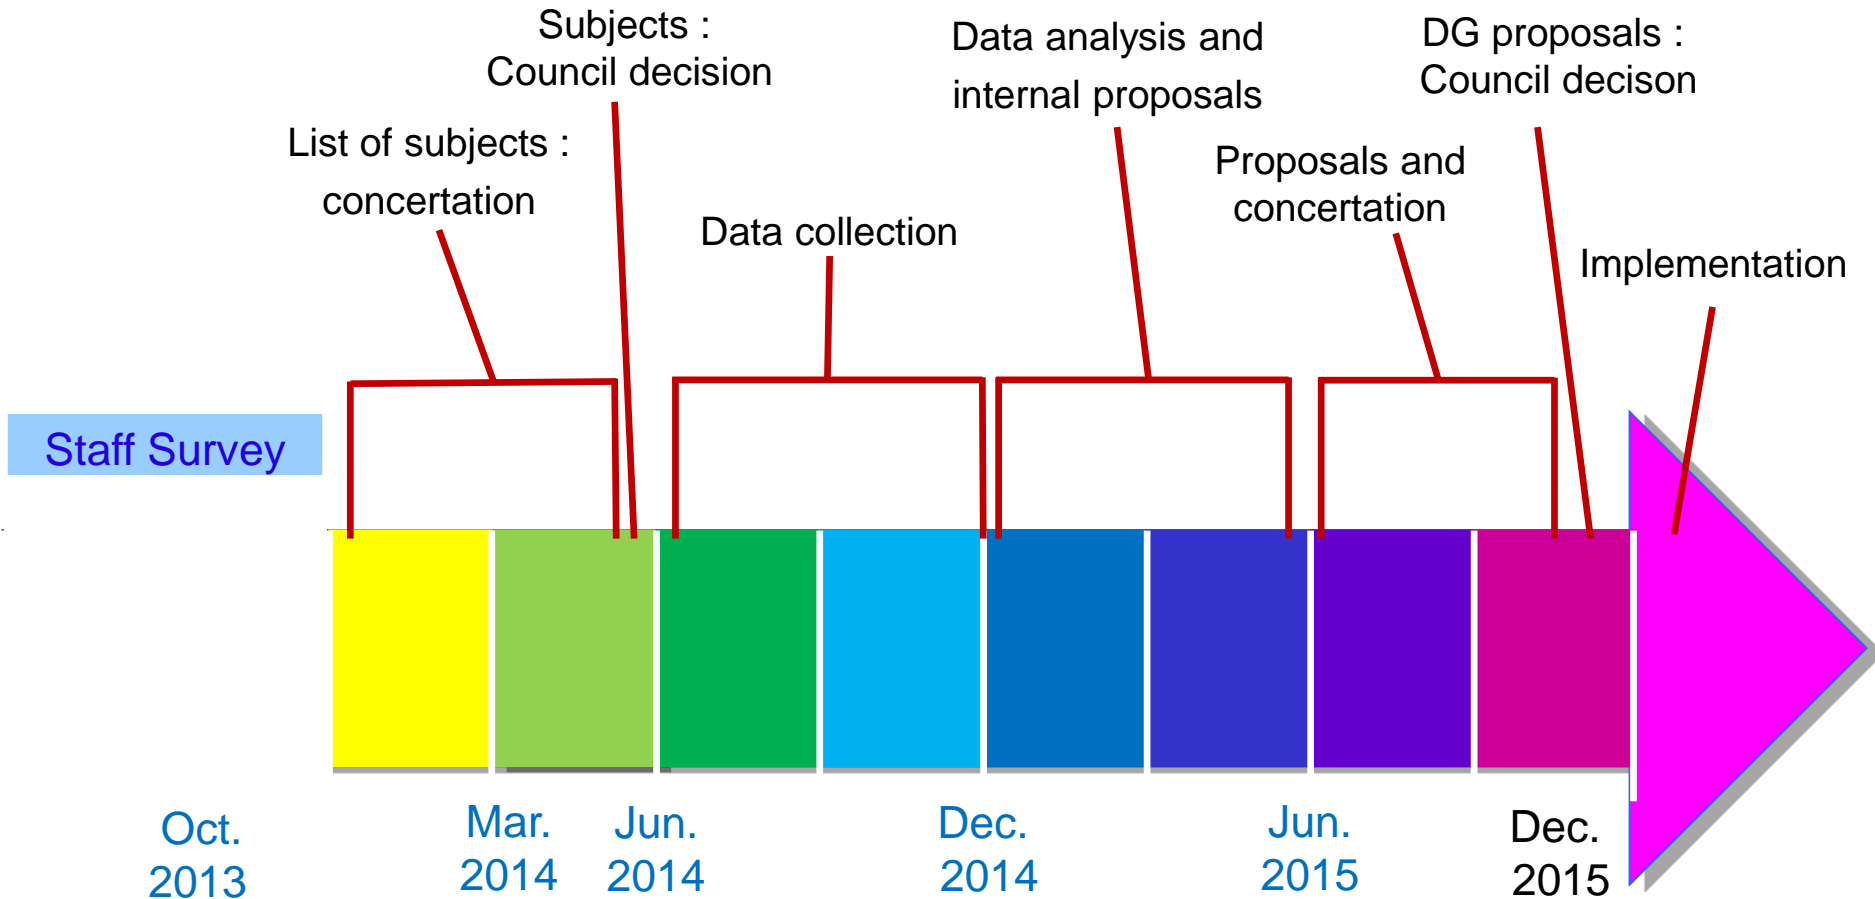 Subjects :
Council decision
Data analysis and
internal proposals
DG proposals :
Council decison
List of subjects :
concertation
Proposals and
concertation
Data collection
Implementation
Staff Survey
Oct.
2013
Mar.
2014
Jun.
2014
Dec.
2014
Jun.
2015
Dec.
2015